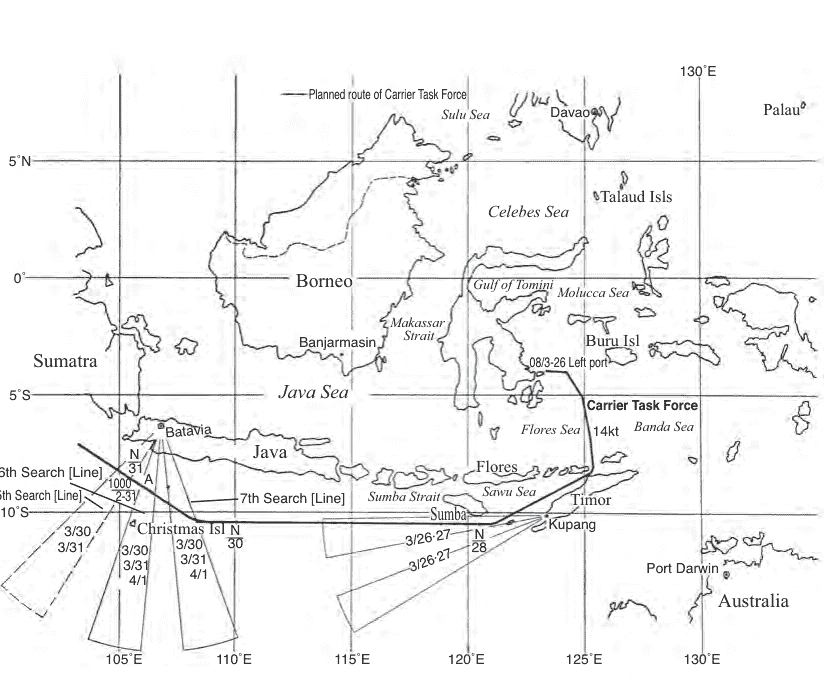 130°E
Planned route of Carrier Task Force
Sulu Sea
Davao
Palau
5°N
Talaud Isls
Celebes Sea
0°
Borneo
Gulf of Tomini
Molucca Sea
Makassar
Strait
Banjarmasin
Buru Isl
Sumatra
08/3-26 Left port
Java Sea
5°S
Carrier Task Force
Batavia
Flores Sea
14kt
Banda Sea
Java
N
31
Flores
6th Search [Line]
A
1000
2-31
5th Search [Line]
7th Search [Line]
Sumba Strait
Sawu Sea
Timor
10°S
Sumba
Christmas Isl
N
30
Kupang
3/30
3/31
3/26·27
N
28
3/30
3/31
4/1
3/30
3/31
4/1
3/26·27
Port Darwin
Australia
105°E
110°E
115°E
120°E
125°E
130°E